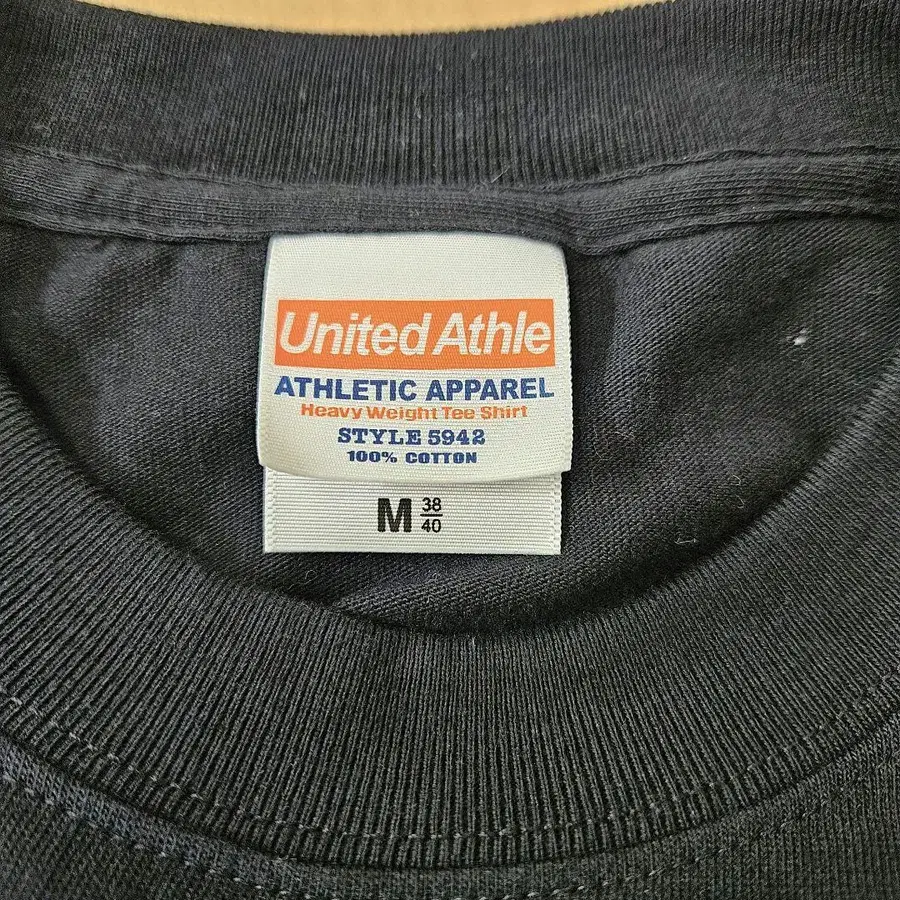 United Athle
ATHLETIC APPAREL
Heavy Weight Tee Shirt
STYLE 5942
100% COTTON
M 38
40